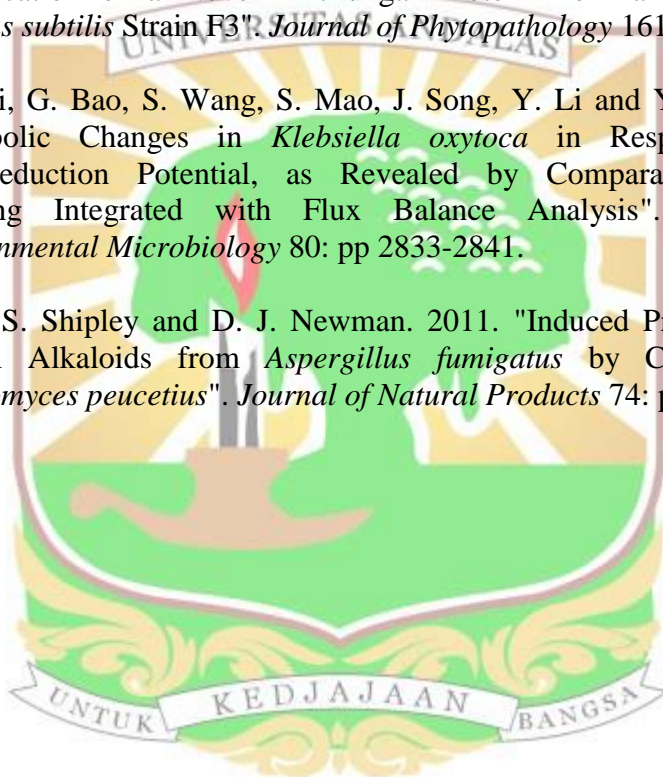 s subtilis Strain F3". Journal of Phytopathology 161
UNIVERSITAS ANDALAS
i, G. Bao, S. Wang, S. Mao, J. Song, Y. Li and Y
bolic Changes in Klebsiella oxytoca in Resp
eduction Potential, as Revealed by Compara
ng Integrated with Flux Balance Analysis".
nmental Microbiology 80: pp 2833-2841.
S. Shipley and D. J. Newman. 2011. "Induced P
Alkaloids from Aspergillus fumigatus by C
myces peucetius". Journal of Natural Products 74: p
UNTUK KEDJAJAAN BANGSA